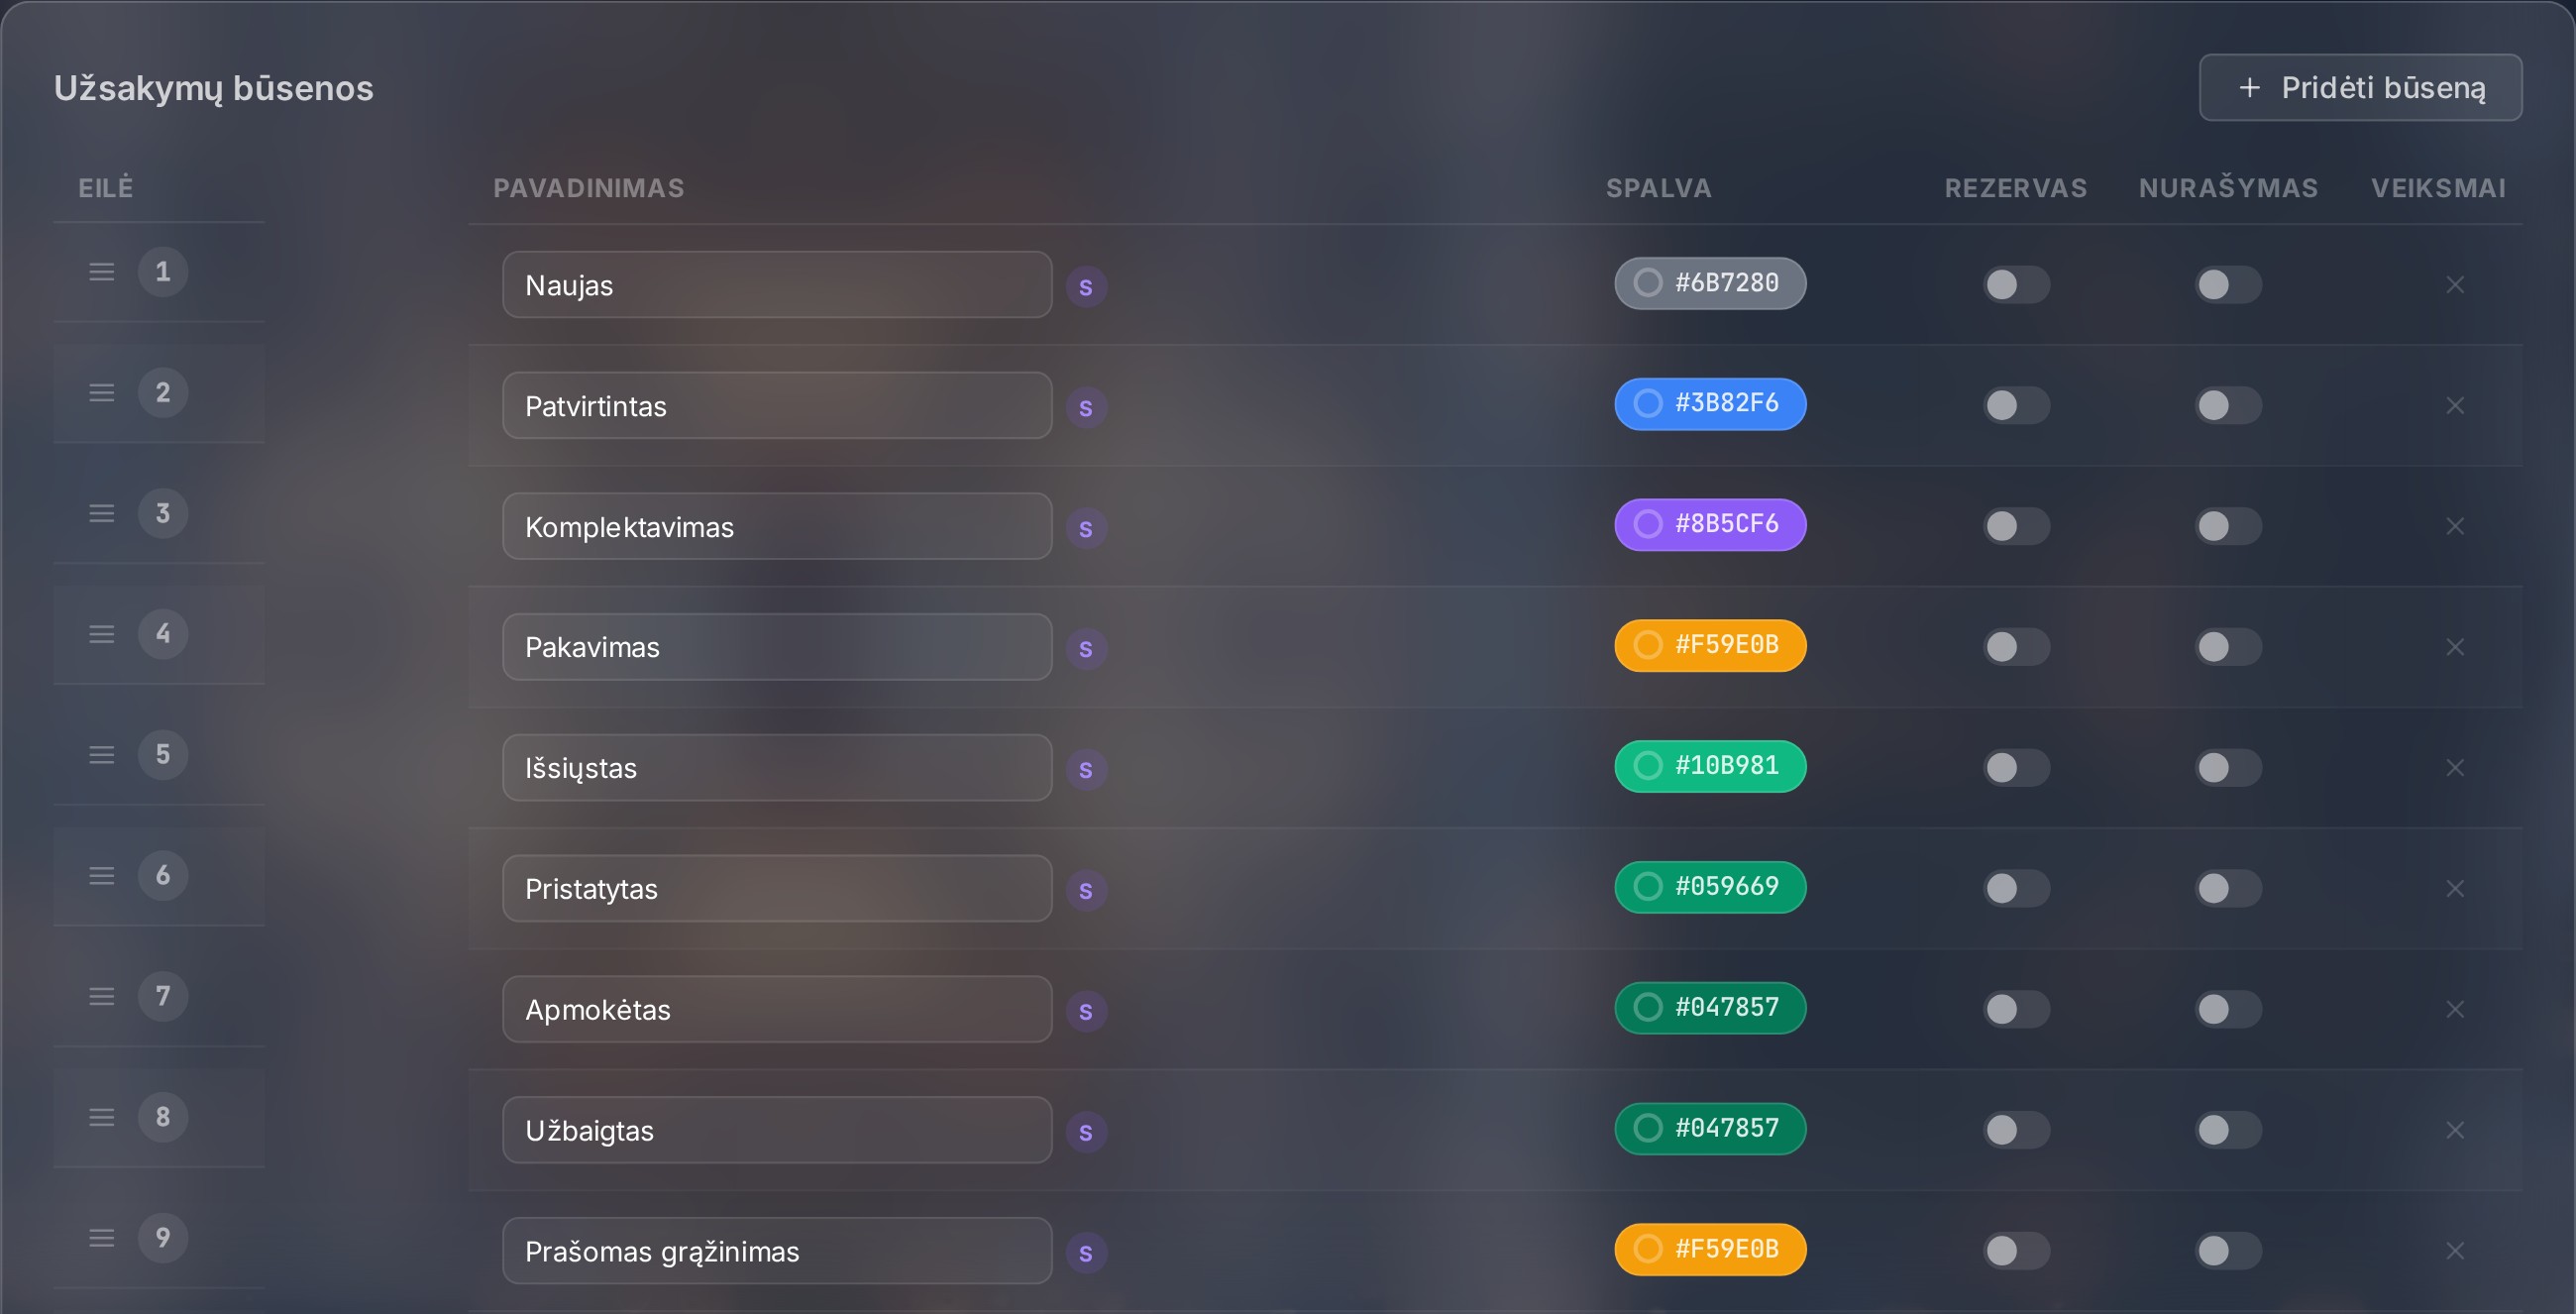 Užsakymų būsenos
+ Pridėti būseną
EILĖ PAVADINIMAS SPALVA REZERVAS NURAŠYMAS VEIKSMAI
1 Naujas S #6B7280
2 Patvirtintas S #3B82F6
3 Komplektavimas S #8B5CF6
4 Pakavimas S #F59E0B
5 Išsiųstas S #10B981
6 Pristatytas S #059669
7 Apmokėtas S #047857
8 Užbaigtas S #047857
9 Prašomas grąžinimas S #F59E0B